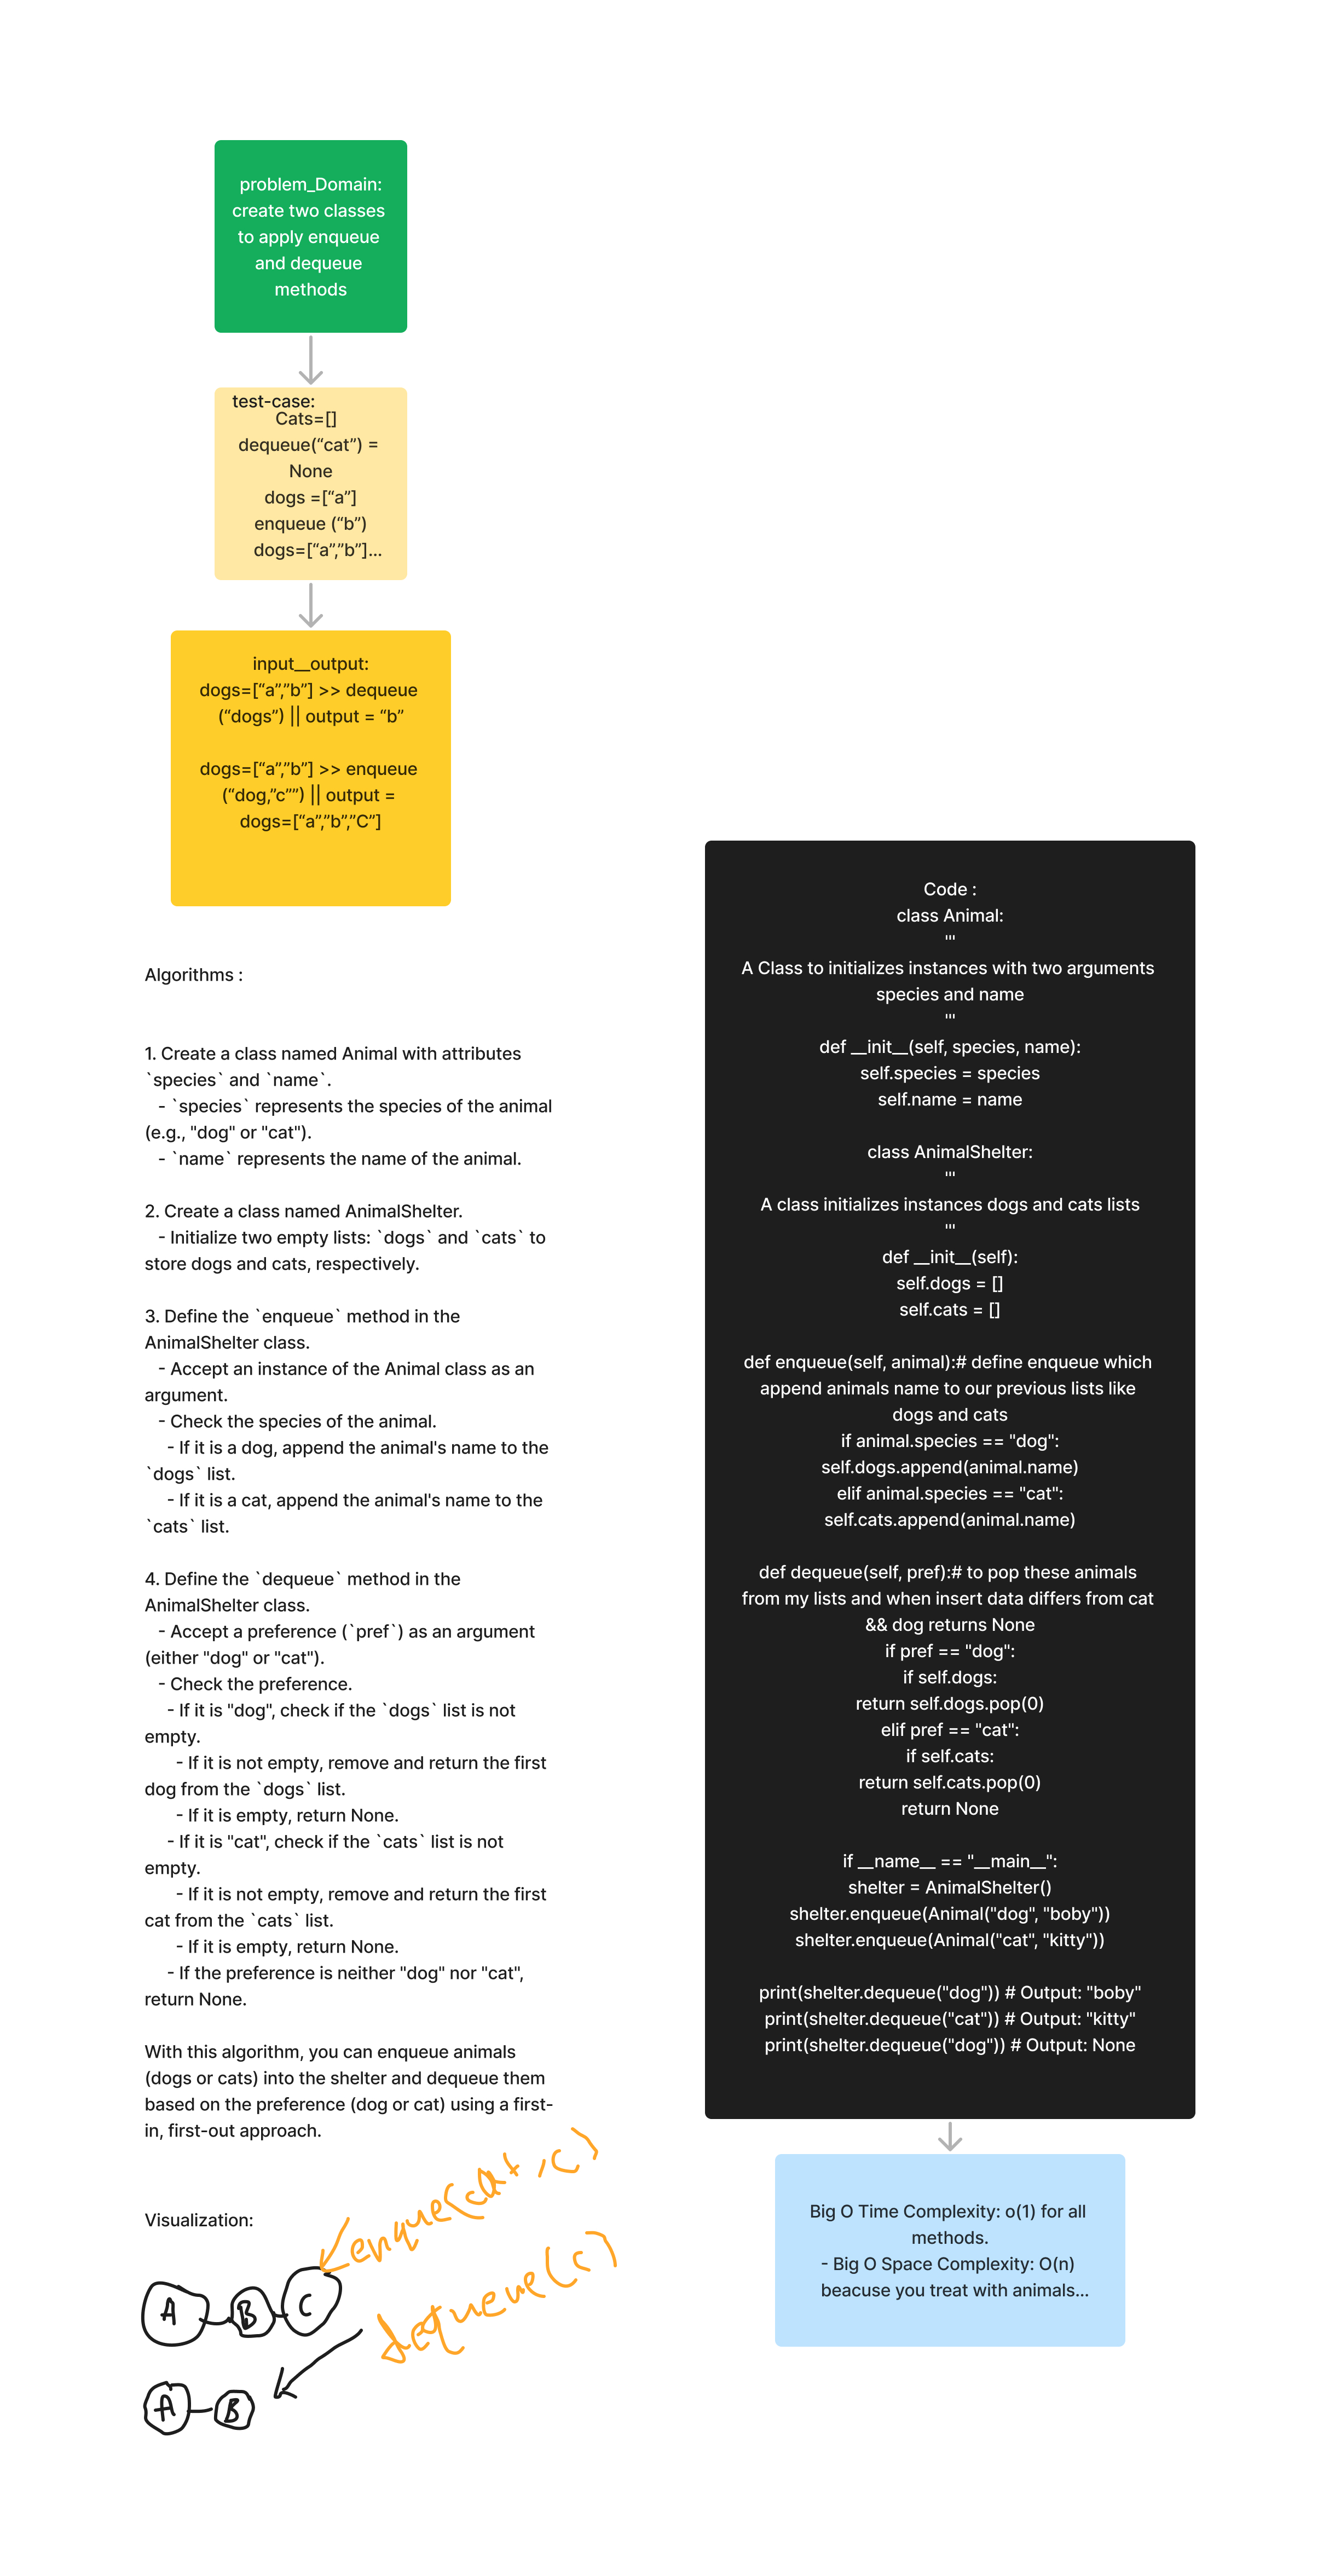 problem_Domain:
create two classes
to apply enqueue
and dequeue
methods
test-case:
Cats=[]
dequeue(“cat”) =
None
dogs =[“a”]
enqueue (“b”)
dogs=[“a”,”b”]...
input__output:
dogs=[“a”,”b”] >> dequeue
(“dogs”) || output = “b”
dogs=[“a”,”b”] >> enqueue
(“dog,”c””) || output =
dogs=[“a”,”b”,”C”]
Algorithms :
1. Create a class named Animal with attributes
`species` and `name`.
- `species` represents the species of the animal
(e.g., "dog" or "cat").
- `name` represents the name of the animal.
2. Create a class named AnimalShelter.
- Initialize two empty lists: `dogs` and `cats` to
store dogs and cats, respectively.
3. Define the `enqueue` method in the
AnimalShelter class.
- Accept an instance of the Animal class as an
argument.
- Check the species of the animal.
- If it is a dog, append the animal's name to the
`dogs` list.
- If it is a cat, append the animal's name to the
`cats` list.
4. Define the `dequeue` method in the
AnimalShelter class.
- Accept a preference (`pref`) as an argument
(either "dog" or "cat").
- Check the preference.
- If it is "dog", check if the `dogs` list is not
empty.
- If it is not empty, remove and return the first
dog from the `dogs` list.
- If it is empty, return None.
- If it is "cat", check if the `cats` list is not
empty.
- If it is not empty, remove and return the first
cat from the `cats` list.
- If it is empty, return None.
- If the preference is neither "dog" nor "cat",
return None.
With this algorithm, you can enqueue animals
(dogs or cats) into the shelter and dequeue them
based on the preference (dog or cat) using a first-
in, first-out approach.
Visualization:
enque(cat,c)
A B C
dequeue(c)
A B
Code :
class Animal:
'''
A Class to initializes instances with two arguments
species and name
'''
def __init__(self, species, name):
self.species = species
self.name = name
class AnimalShelter:
'''
A class initializes instances dogs and cats lists
'''
def __init__(self):
self.dogs = []
self.cats = []
def enqueue(self, animal):# define enqueue which
append animals name to our previous lists like
dogs and cats
if animal.species == "dog":
self.dogs.append(animal.name)
elif animal.species == "cat":
self.cats.append(animal.name)
def dequeue(self, pref):# to pop these animals
from my lists and when insert data differs from cat
&& dog returns None
if pref == "dog":
if self.dogs:
return self.dogs.pop(0)
elif pref == "cat":
if self.cats:
return self.cats.pop(0)
return None
if __name__ == "__main__":
shelter = AnimalShelter()
shelter.enqueue(Animal("dog", "boby"))
shelter.enqueue(Animal("cat", "kitty"))
print(shelter.dequeue("dog")) # Output: "boby"
print(shelter.dequeue("cat")) # Output: "kitty"
print(shelter.dequeue("dog")) # Output: None
Big O Time Complexity: o(1) for all
methods.
- Big O Space Complexity: O(n)
beacuse you treat with animals...